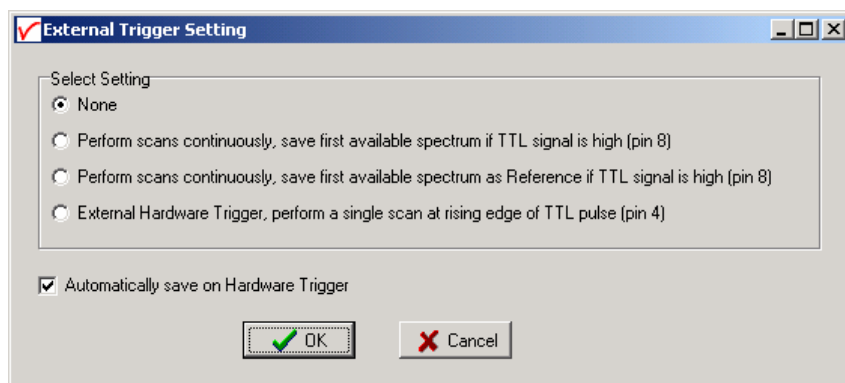 External Trigger Setting
Select Setting
None
Perform scans continuously, save first available spectrum if TTL signal is high (pin 8)
Perform scans continuously, save first available spectrum as Reference if TTL signal is high (pin 8)
External Hardware Trigger, perform a single scan at rising edge of TTL pulse (pin 4)
Automatically save on Hardware Trigger
OK
Cancel